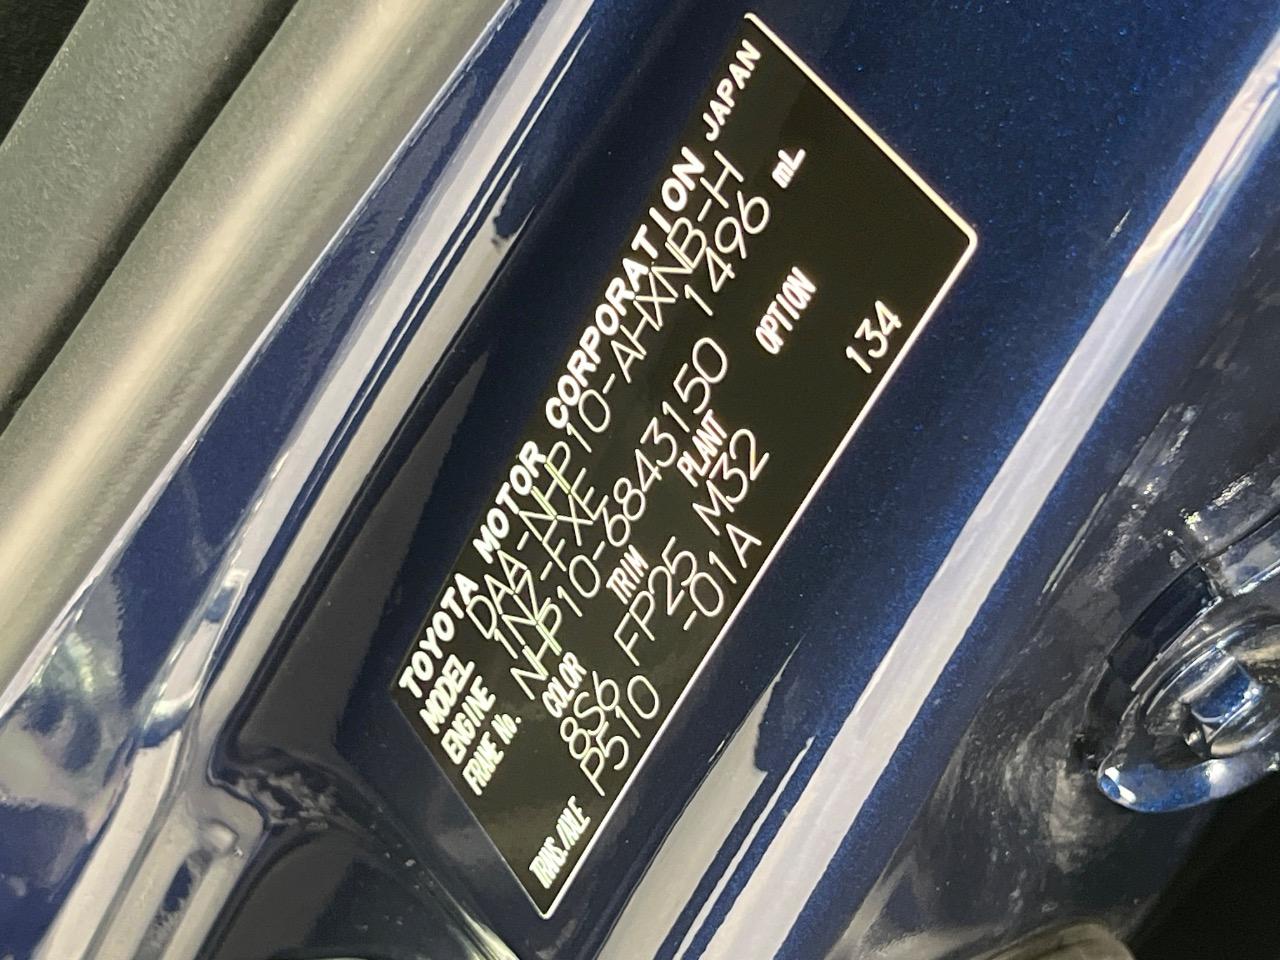 TOYOTA MOTOR CORPORATION JAPAN
MODEL DAA-NHP10-AHXNB-H
ENGINE 1NZ-FXE 1496 mL
FRAME No. NHP10-6843150
COLOR TRIM PLANT OPTION
8S6 FP25 M32 134
TRANS./AXLE P510 -01A